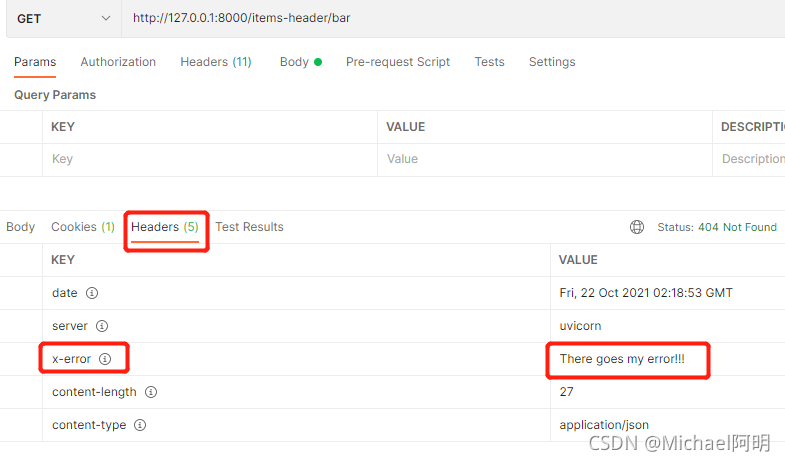 GET http://127.0.0.1:8000/items-header/bar
Params Authorization Headers (11) Body Pre-request Script Tests Settings
Query Params
KEY VALUE DESCRIPTI
Key Value Description
Body Cookies (1) Headers (5) Test Results Status: 404 Not Found
KEY VALUE
date Fri, 22 Oct 2021 02:18:53 GMT
server uvicorn
x-error There goes my error!!!
content-length 27
content-type application/json
CSDN @Michael阿明